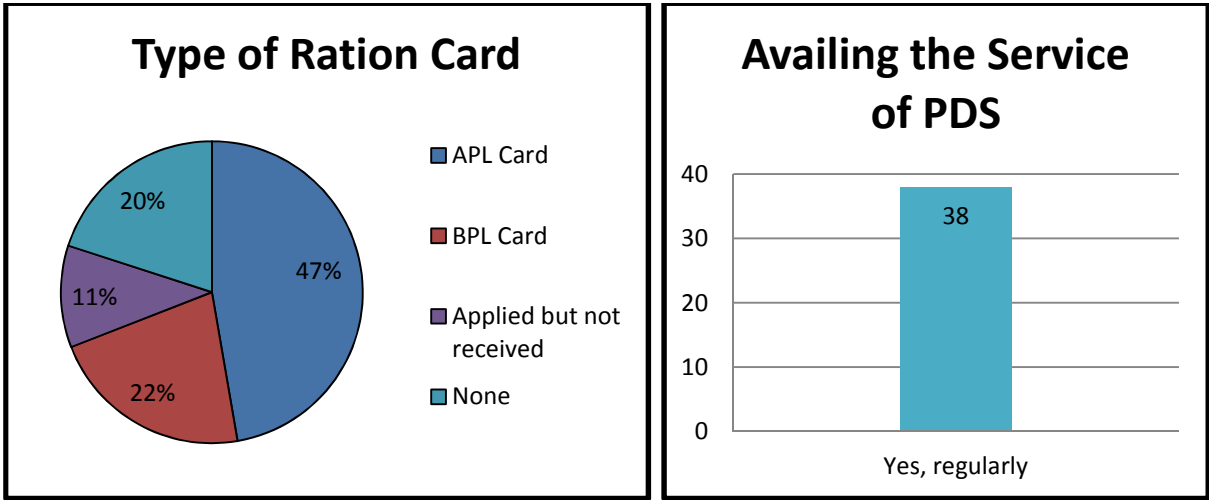 Type of Ration Card
20%
47%
11%
22%
APL Card
BPL Card
Applied but not
received
None
Availing the Service
of PDS
40
30
20
10
0
38
Yes, regularly